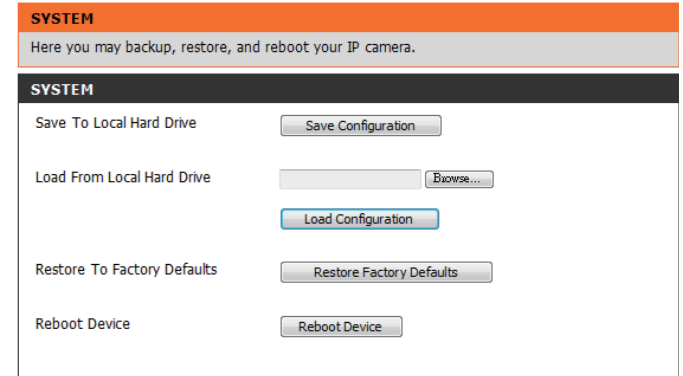 SYSTEM
Here you may backup, restore, and reboot your IP camera.
SYSTEM
Save To Local Hard Drive Save Configuration
Load From Local Hard Drive Browse...
Load Configuration
Restore To Factory Defaults Restore Factory Defaults
Reboot Device Reboot Device